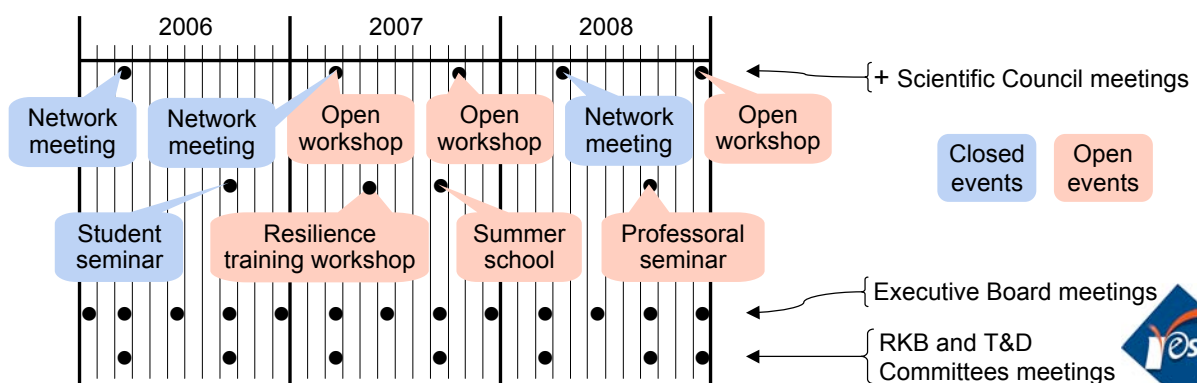 2006
2007
2008
+ Scientific Council meetings
Network
meeting
Network
meeting
Open
workshop
Open
workshop
Network
meeting
Open
workshop
Closed
events
Open
events
Student
seminar
Resilience
training workshop
Summer
school
Professoral
seminar
Executive Board meetings
RKB and T&D
Committees meetings